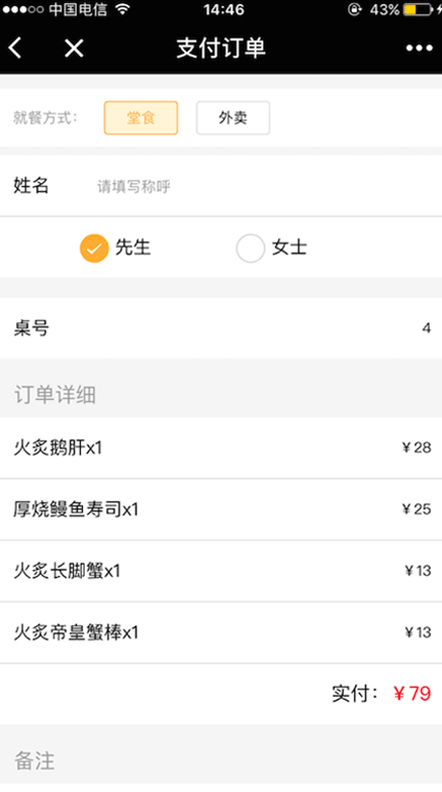 中国电信 14:46 43%
支付订单
就餐方式: 堂食 外卖
姓名 请填写称呼
先生 女士
桌号 4
订单详细
火炙鹅肝x1 ¥28
厚烧鳗鱼寿司x1 ¥25
火炙长脚蟹x1 ¥13
火炙帝皇蟹棒x1 ¥13
实付: ¥79
备注